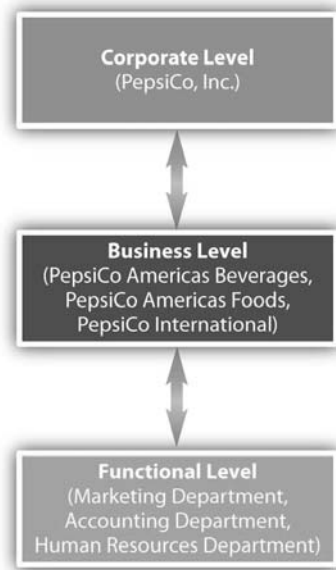 Corporate Level
(PepsiCo, Inc.)
Business Level
(PepsiCo Americas Beverages,
PepsiCo Americas Foods,
PepsiCo International)
Functional Level
(Marketing Department,
Accounting Department,
Human Resources Department)